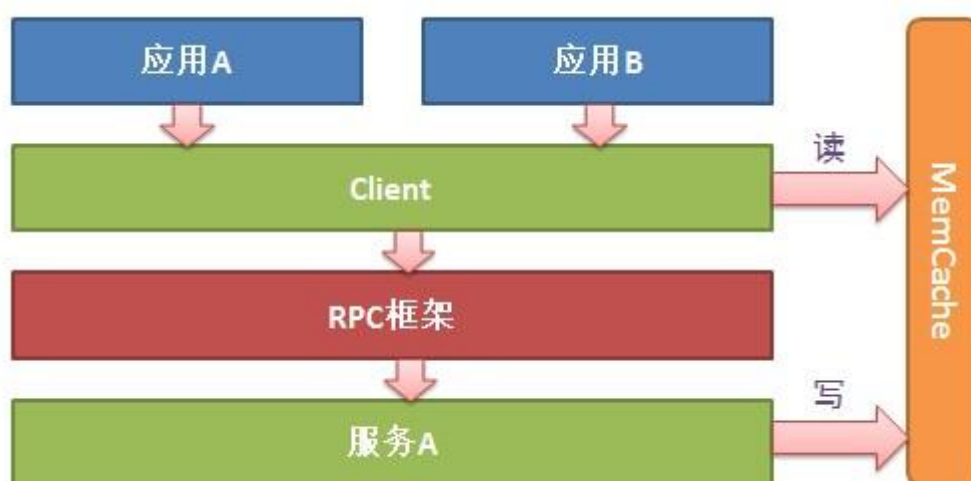 应用A
应用B
Client
读
MemCache
RPC框架
写
服务A